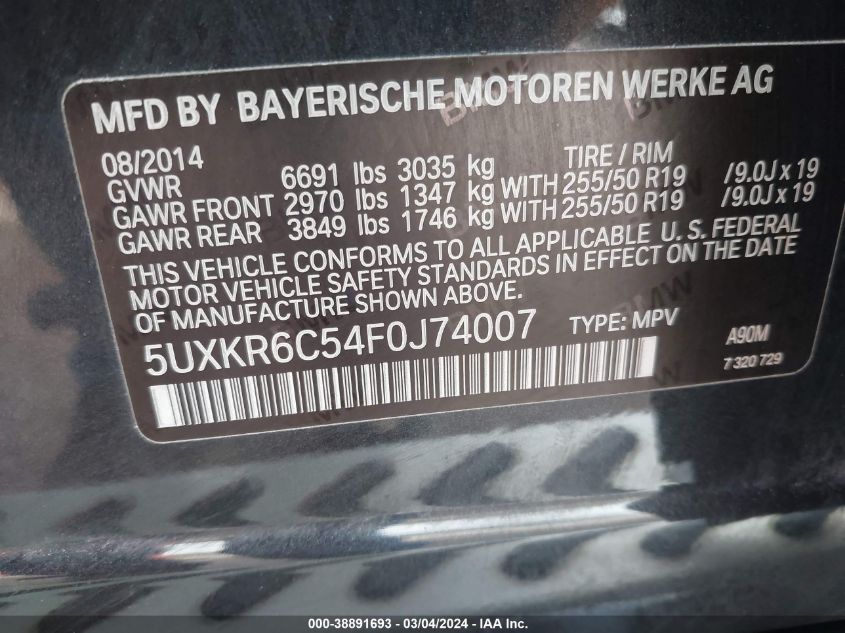 MFD BY BAYERISCHE MOTOREN WERKE AG
08/2014 TIRE / RIM
GVWR 6691 lbs 3035 kg
GAWR FRONT 2970 lbs 1347 kg WITH 255/50 R19 /9.0J x 19
GAWR REAR 3849 lbs 1746 kg WITH 255/50 R19 /9.0J x 19
THIS VEHICLE CONFORMS TO ALL APPLICABLE U. S. FEDERAL
MOTOR VEHICLE SAFETY STANDARDS IN EFFECT ON THE DATE
OF MANUFACTURE SHOWN ABOVE.
5UXKR6C54F0J74007 TYPE: MPV A90M
7 320 729
000-38891693 - 03/04/2024 - IAA Inc.